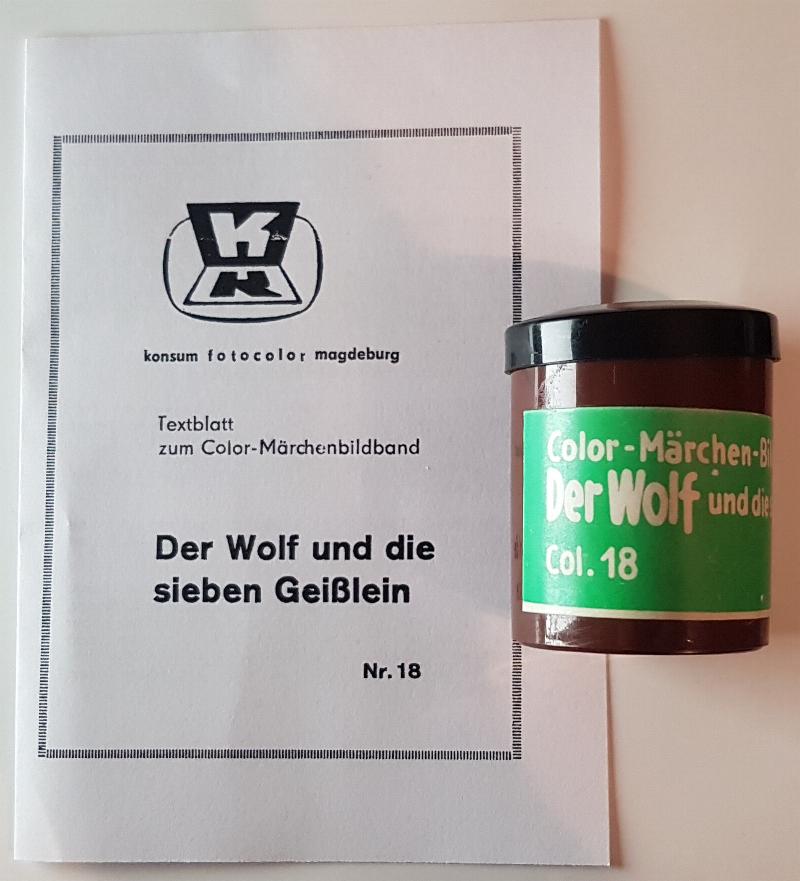 K
konsum fotocolor magdeburg
Textblatt
zum Color-Märchenbildband
Der Wolf und die
sieben Geißlein
Nr. 18
Color-Märchen-Bi
Der Wolf und die
Col. 18